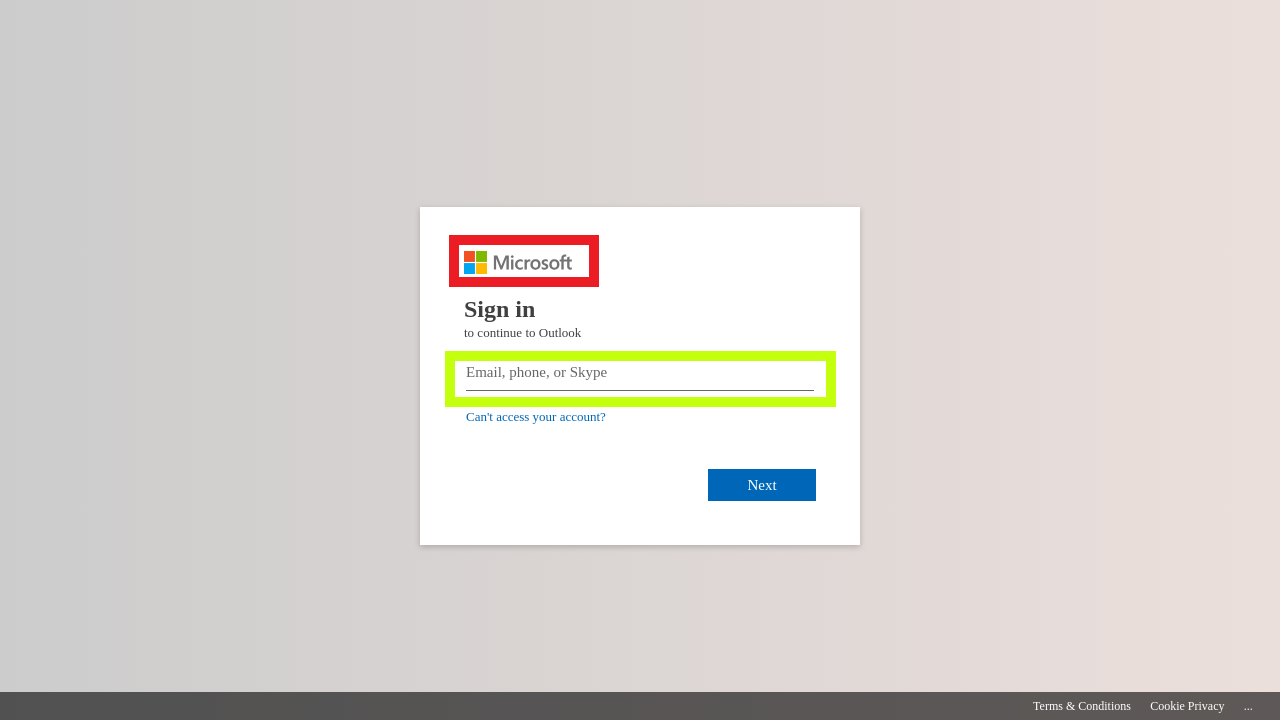 Microsoft
Sign in
to continue to Outlook
Email, phone, or Skype
Can't access your account?
Next
Terms & Conditions Cookie Privacy ...